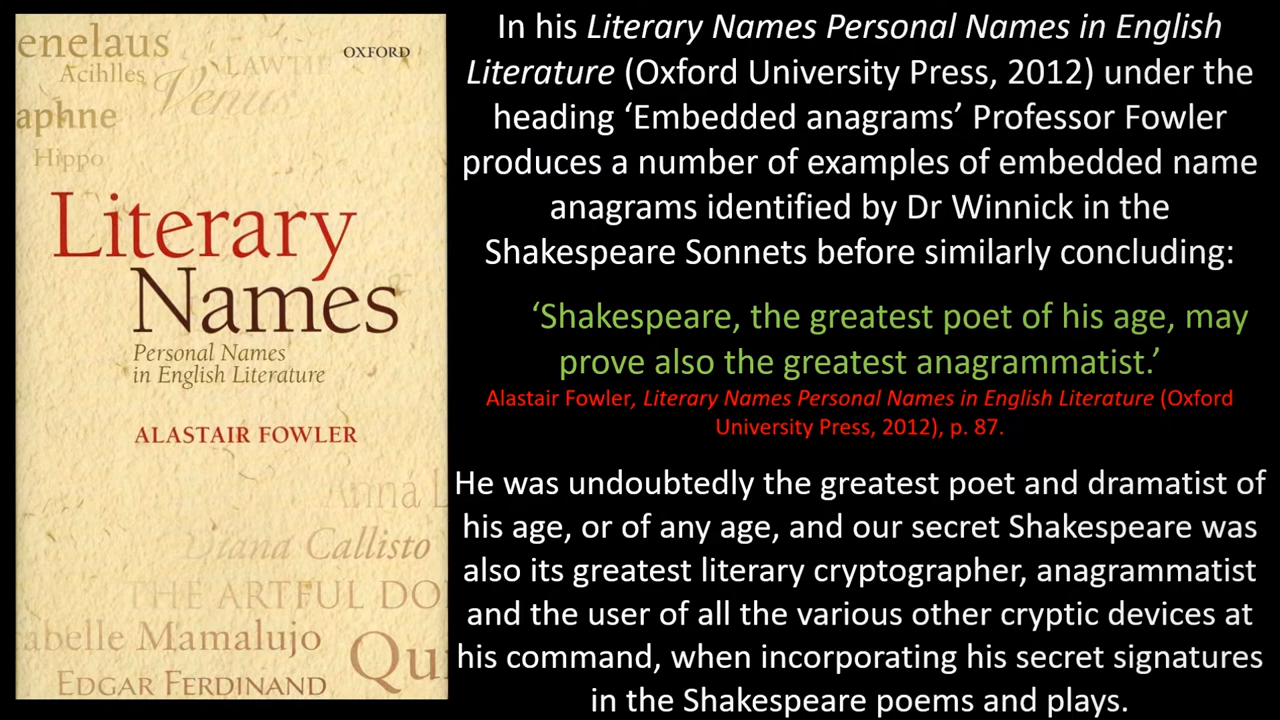 enelaus
OXFORD
Acihlles
LAWTIE
Venus
aphne
Hippo
Literary
Names
Personal Names
in English Literature
ALASTAIR FOWLER
Anna L
Diana Callisto
THE ARTFUL DO
abelle Mamalujo
Qu
EDGAR FERDINAND
In his Literary Names Personal Names in English
Literature (Oxford University Press, 2012) under the
heading ‘Embedded anagrams’ Professor Fowler
produces a number of examples of embedded name
anagrams identified by Dr Winnick in the
Shakespeare Sonnets before similarly concluding:
‘Shakespeare, the greatest poet of his age, may
prove also the greatest anagrammatist.’
Alastair Fowler, Literary Names Personal Names in English Literature (Oxford
University Press, 2012), p. 87.
He was undoubtedly the greatest poet and dramatist of
his age, or of any age, and our secret Shakespeare was
also its greatest literary cryptographer, anagrammatist
and the user of all the various other cryptic devices at
his command, when incorporating his secret signatures
in the Shakespeare poems and plays.